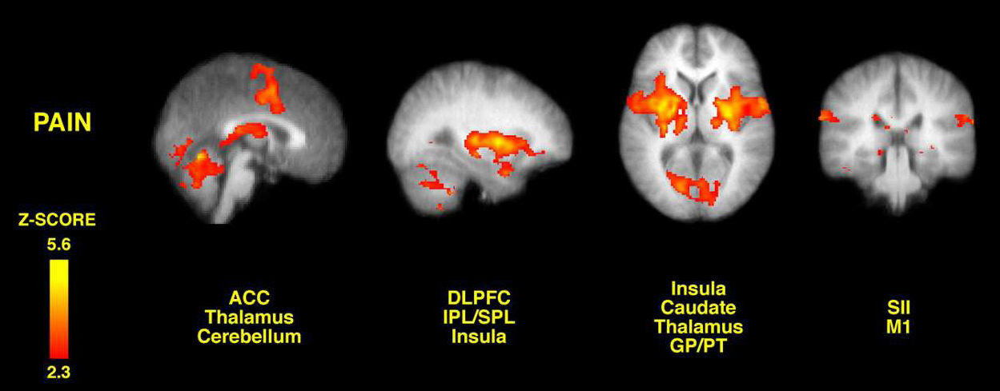 PAIN
Z-SCORE
5.6
2.3
ACC
Thalamus
Cerebellum
DLPFC
IPL/SPL
Insula
Insula
Caudate
Thalamus
GP/PT
SII
M1